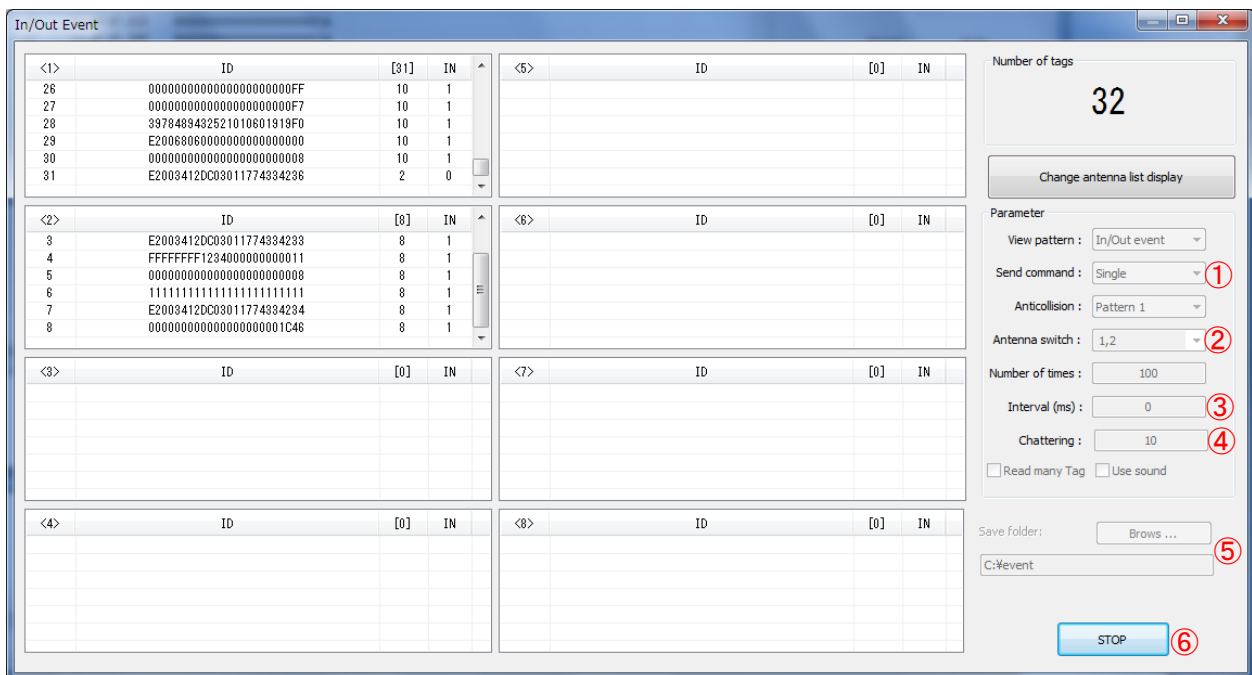 In/Out Event
<1> ID [31] IN
26 0000000000000000000000FF 10 1
27 0000000000000000000000F7 10 1
28 3978489432521010601919F0 10 1
29 E20068060000000000000000 10 1
30 000000000000000000000008 10 1
31 E2003412DC03011774334236 2 0
<2> ID [8] IN
3 E2003412DC03011774334233 8 1
4 FFFFFFFF1234000000000011 8 1
5 000000000000000000000008 8 1
6 111111111111111111111111 8 1
7 E2003412DC03011774334234 8 1
8 000000000000000000001C46 8 1
<3> ID [0] IN
<4> ID [0] IN
<5> ID [0] IN
<6> ID [0] IN
<7> ID [0] IN
<8> ID [0] IN
Number of tags
32
Change antenna list display
Parameter
View pattern : In/Out event
Send command : Single ①
Anticollision : Pattern 1
Antenna switch : 1,2 ②
Number of times : 100
Interval (ms) : 0 ③
Chattering : 10 ④
Read many Tag Use sound
Save folder: Brows ...
⑤
C:¥event
STOP ⑥